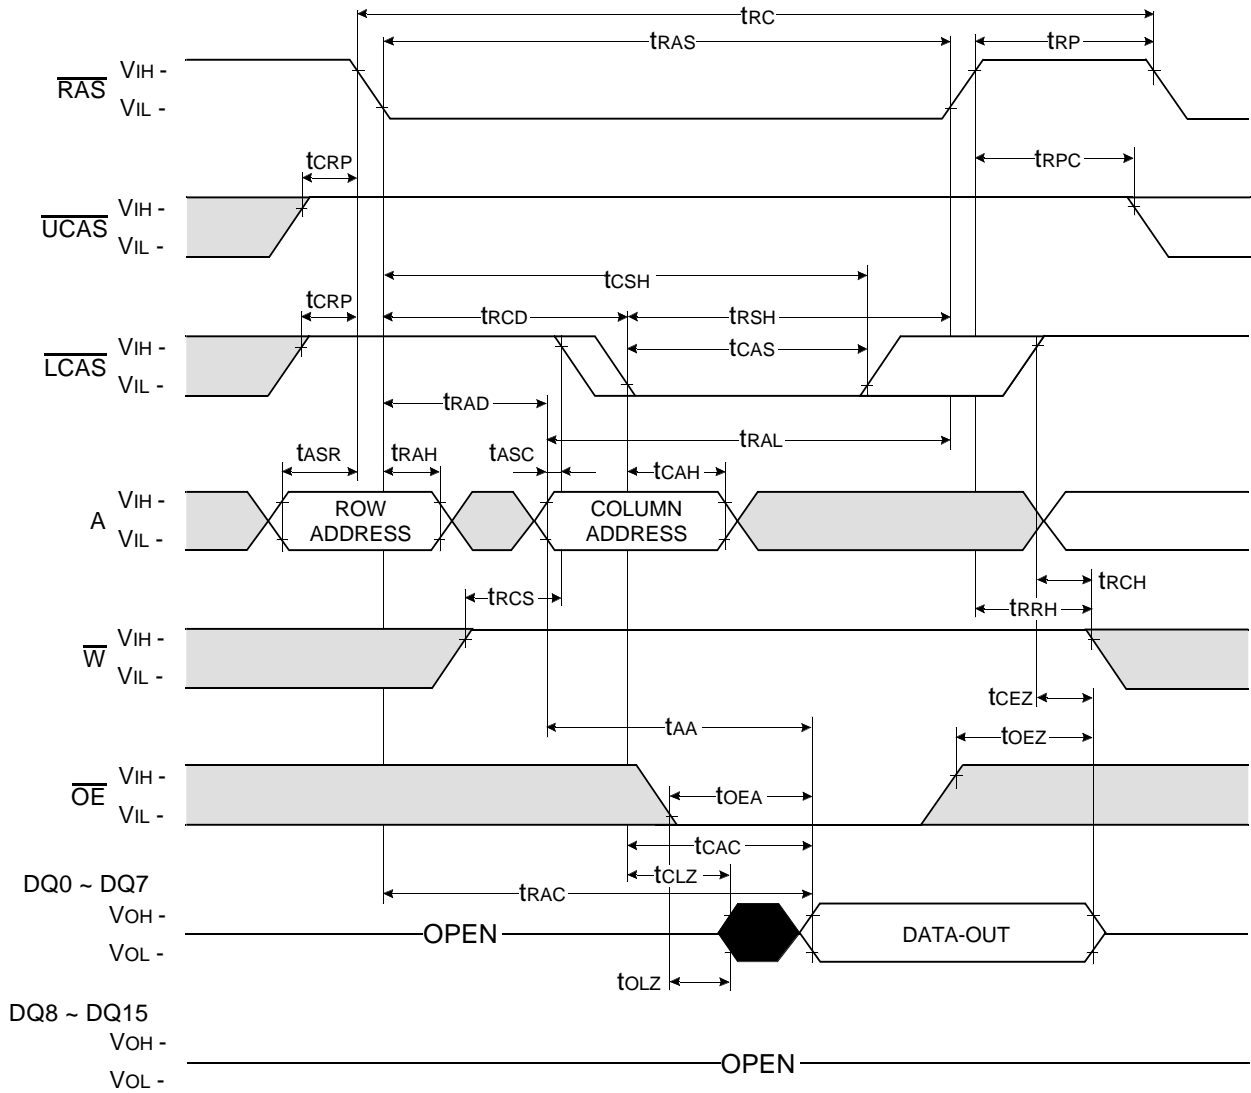 tRC
tRAS
tRP
RAS
VIH -
VIL -
tCRP
tRPC
UCAS
VIH -
VIL -
tCSH
tCRP
tRCD
tRSH
LCAS
VIH -
VIL -
tCAS
tRAD
tRAL
tASR
tRAH
tASC
tCAH
A
VIH -
VIL -
ROW
ADDRESS
COLUMN
ADDRESS
tRCH
tRCS
tRRH
W
VIH -
VIL -
tCEZ
tAA
tOEZ
OE
VIH -
VIL -
tOEA
tCAC
tCLZ
DQ0 ~ DQ7
tRAC
VOH -
VOL -
OPEN
DATA-OUT
tOLZ
DQ8 ~ DQ15
VOH -
VOL -
OPEN